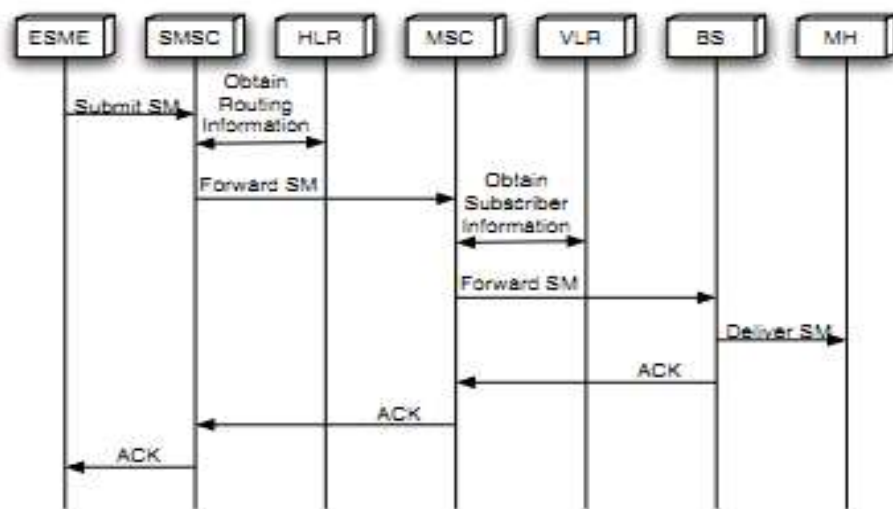 ESME SMSC HLR MSC VLR BS MH
Submit SM
Obtain
Routing
Information
Forward SM
Obtain
Subscriber
Information
Forward SM
Deliver SM
ACK
ACK
ACK